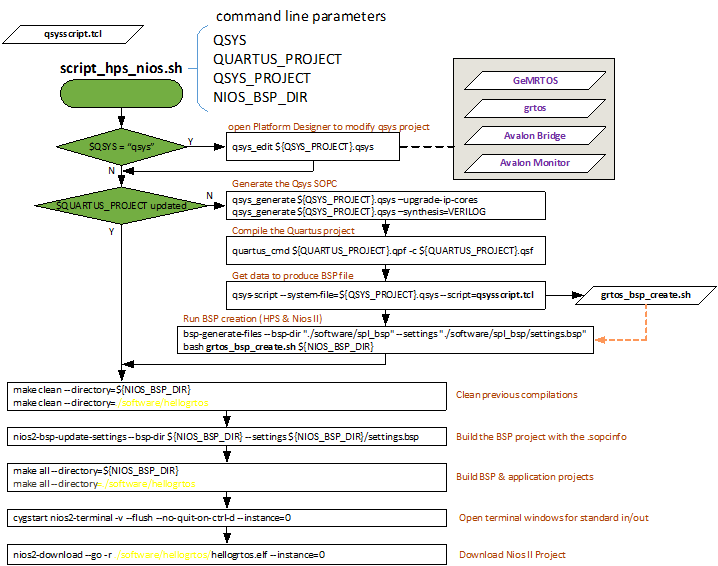 command line parameters
qsysscript.tcl
QSYS
QUARTUS_PROJECT
QSYS_PROJECT
NIOS_BSP_DIR
script_hps_nios.sh
GeMRTOS
grtos
Avalon Bridge
Avalon Monitor
open Platform Designer to modify qsys project
$QSYS = "qsys"
Y
qsys_edit ${QSYS_PROJECT}.qsys
N
Generate the Qsys SOPC
$QUARTUS_PROJECT updated
N
qsys_generate ${QSYS_PROJECT}.qsys --upgrade-ip-cores
qsys_generate ${QSYS_PROJECT}.qsys --synthesis=VERILOG
Y
Compile the Quartus project
quartus_cmd ${QUARTUS_PROJECT}.qpf -c ${QUARTUS_PROJECT}.qsf
Get data to produce BSP file
qsys-script --system-file=${QSYS_PROJECT}.qsys --script=qsysscript.tcl
grtos_bsp_create.sh
Run BSP creation (HPS & Nios II)
bsp-generate-files --bsp-dir "./software/spl_bsp" --settings "./software/spl_bsp/settings.bsp"
bash grtos_bsp_create.sh ${NIOS_BSP_DIR}
make clean --directory=${NIOS_BSP_DIR}
make clean --directory=./software/hellogrtos
Clean previous compilations
nios2-bsp-update-settings --bsp-dir ${NIOS_BSP_DIR} --settings ${NIOS_BSP_DIR}/settings.bsp
Build the BSP project with the .sopcinfo
make all --directory=${NIOS_BSP_DIR}
make all --directory=./software/hellogrtos
Build BSP & application projects
cygstart nios2-terminal -v --flush --no-quit-on-ctrl-d --instance=0
Open terminal windows for standard in/out
nios2-download --go -r ./software/hellogrtos/hellogrtos.elf --instance=0
Download Nios II Project